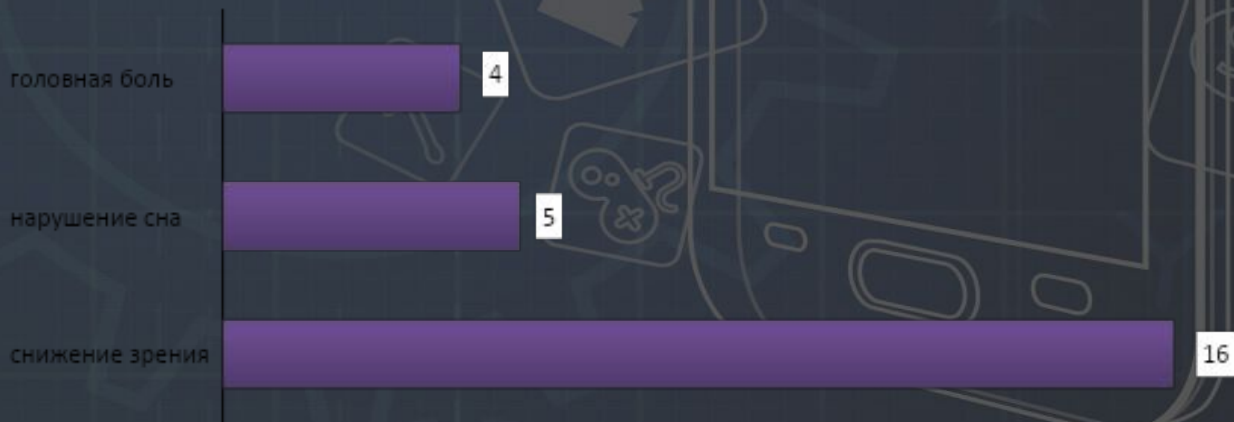 головная боль
4
нарушение сна
5
снижение зрения
16